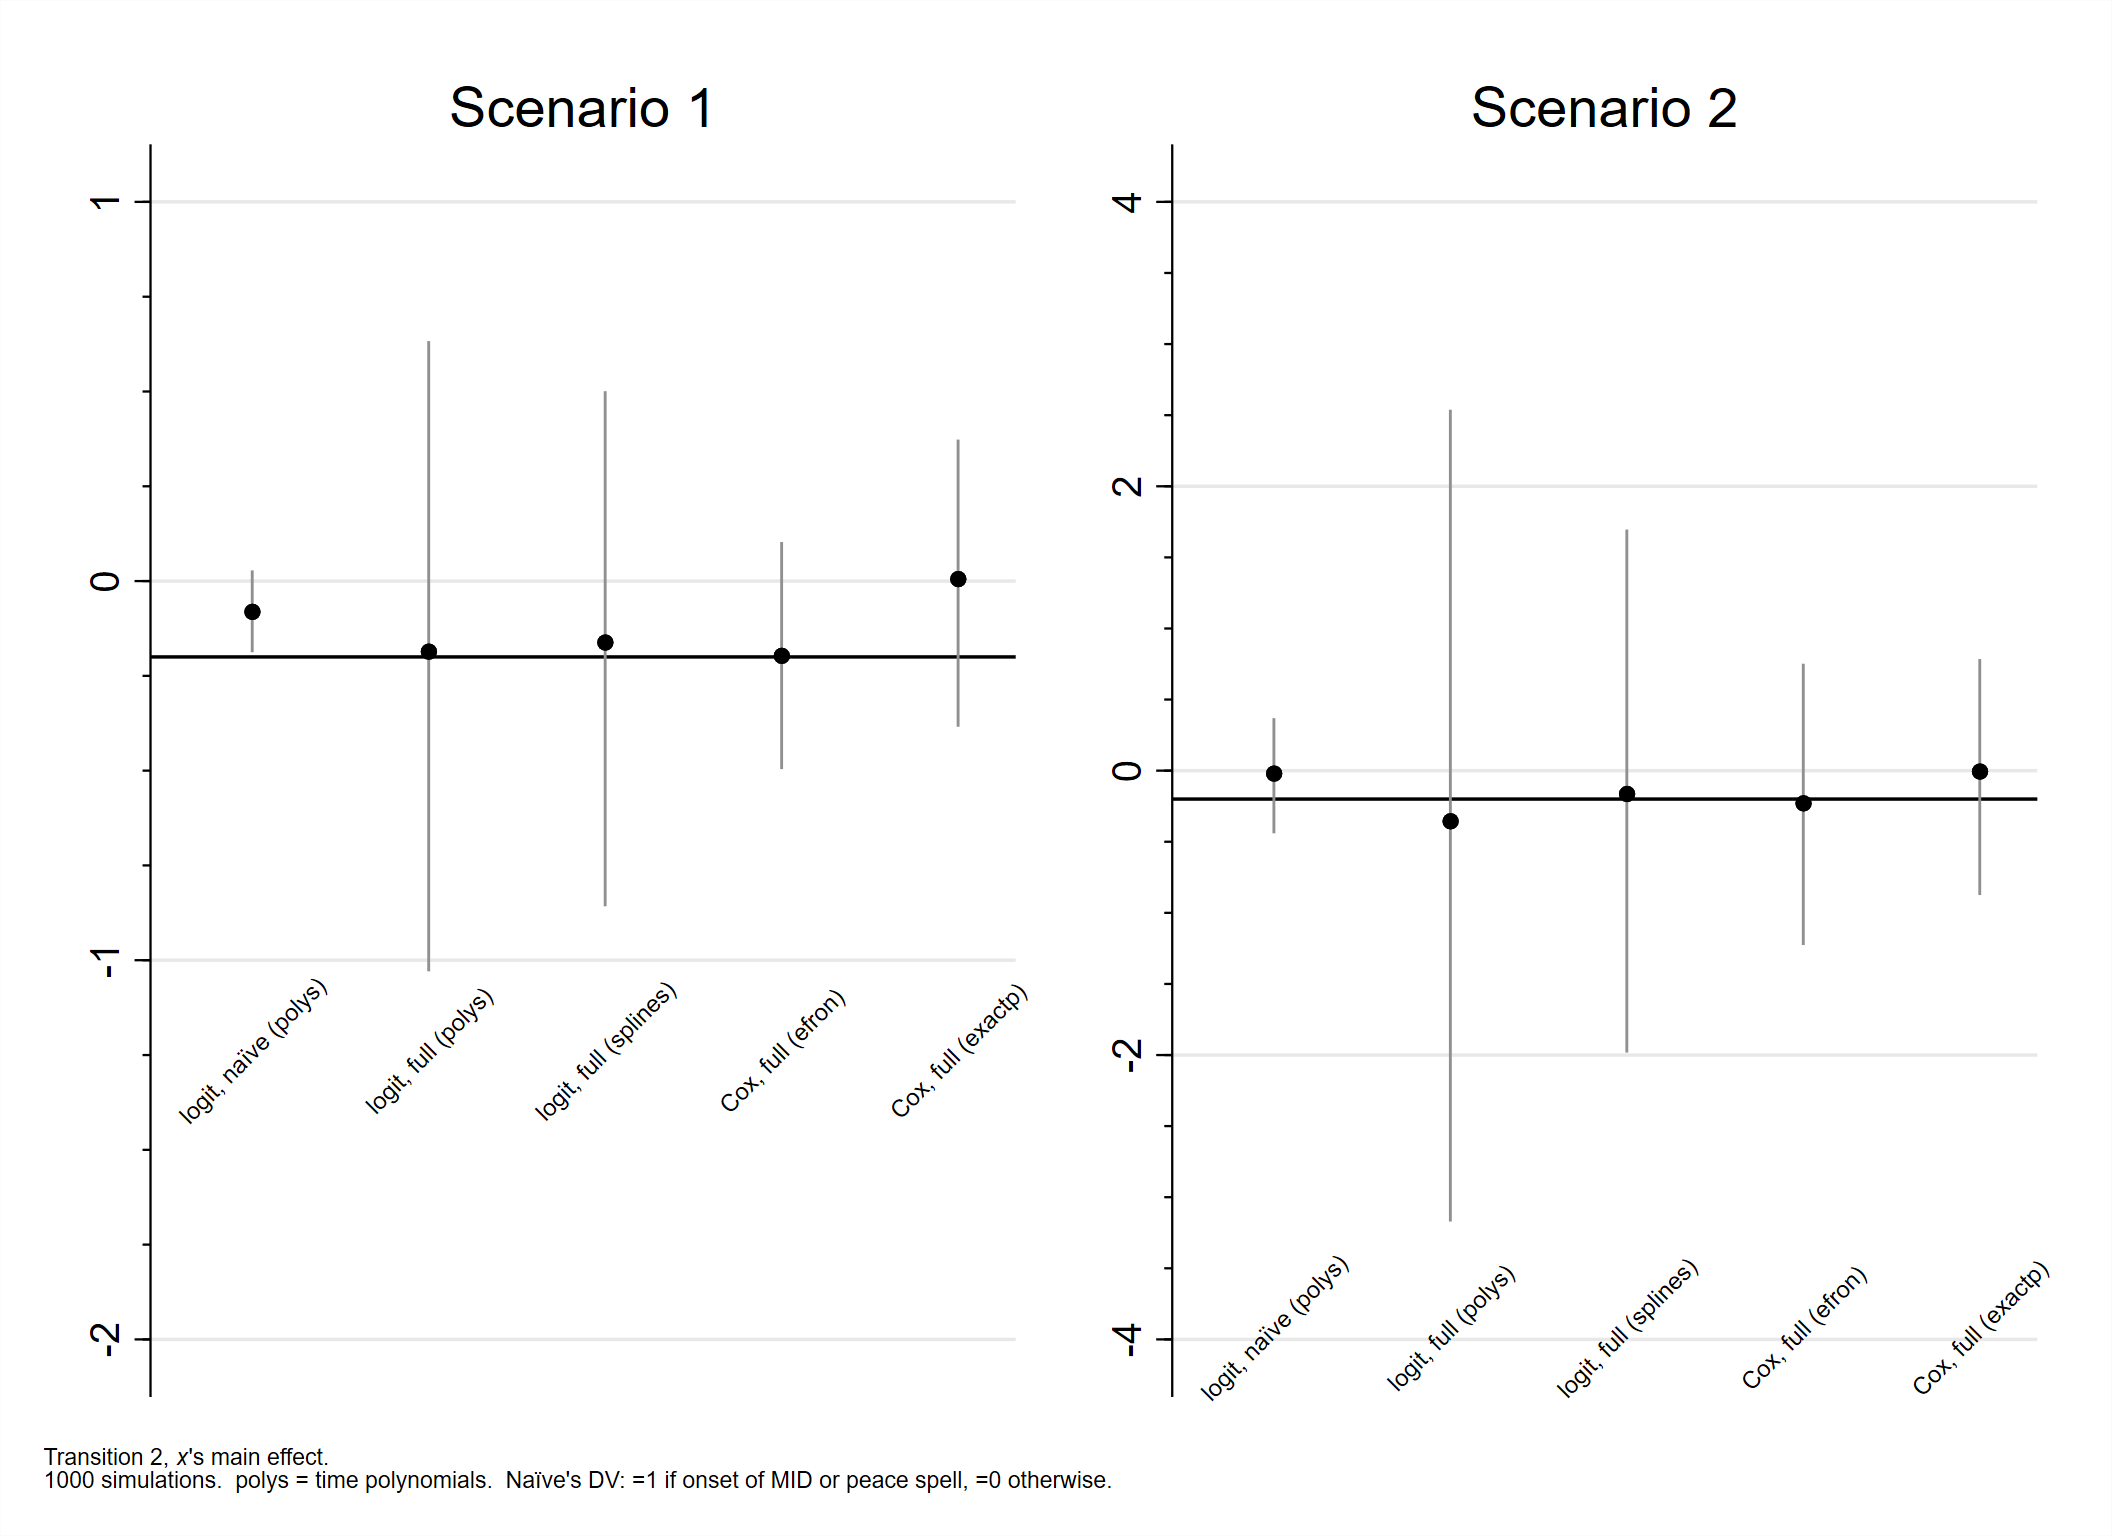 Scenario 1
1
0
-1
-2
logit, naïve (polys)
logit, full (polys)
logit, full (splines)
Cox, full (efron)
Cox, full (exactp)
Scenario 2
4
2
0
-2
-4
logit, naïve (polys)
logit, full (polys)
logit, full (splines)
Cox, full (efron)
Cox, full (exactp)
Transition 2, x's main effect.
1000 simulations.  polys = time polynomials.  Naïve's DV: =1 if onset of MID or peace spell, =0 otherwise.